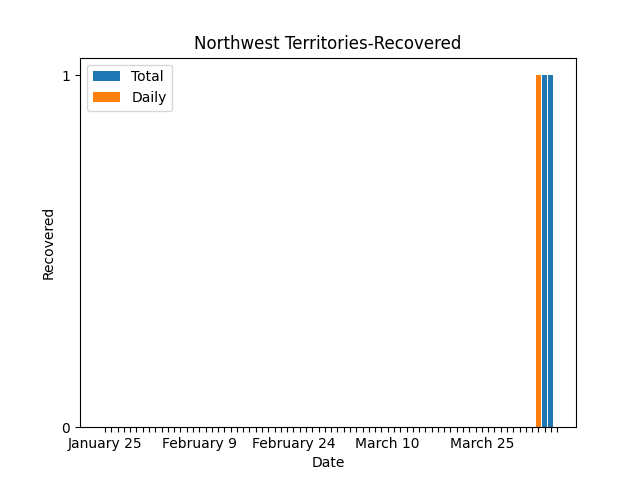 Northwest Territories-Recovered
Total
Daily
1
0
Recovered
January 25
February 9
February 24
March 10
March 25
Date